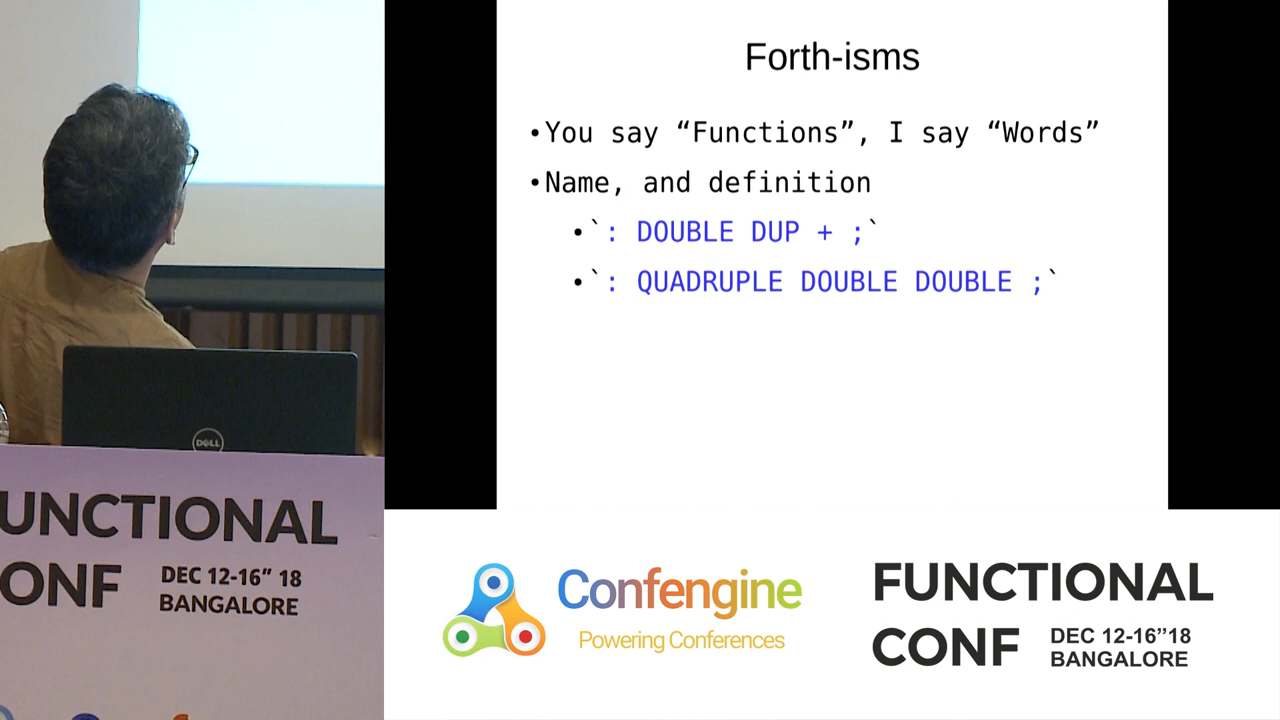 Forth-isms
•You say “Functions”, I say “Words”
•Name, and definition
•`: DOUBLE DUP + ;`
•`: QUADRUPLE DOUBLE DOUBLE ;`
DELL
UNCTIONAL
ONF
DEC 12-16” 18
BANGALORE
Confengine
Powering Conferences
FUNCTIONAL
CONF
DEC 12-16”18
BANGALORE